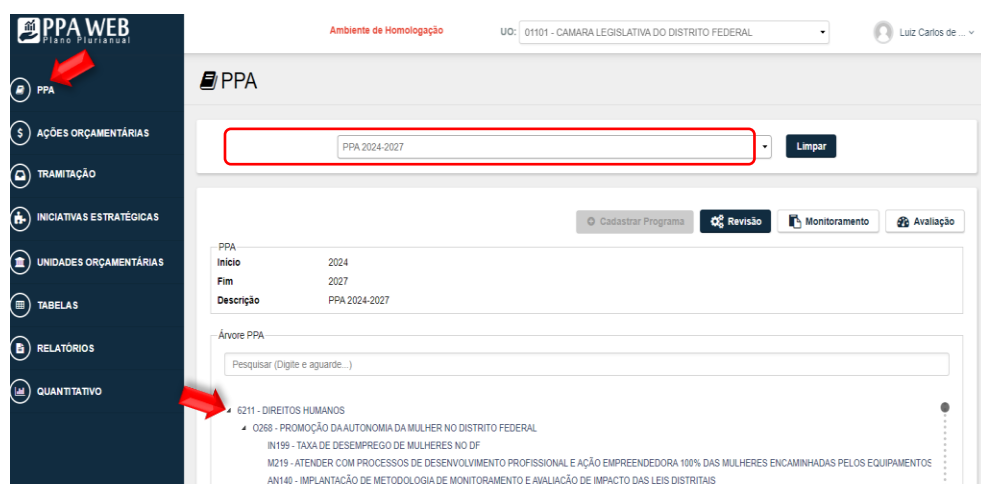 PPA WEB
Plano Plurianual
Ambiente de Homologação
UO: 01101 - CAMARA LEGISLATIVA DO DISTRITO FEDERAL
Luiz Carlos de ...
PPA
AÇÕES ORÇAMENTÁRIAS
TRAMITAÇÃO
INICIATIVAS ESTRATÉGICAS
UNIDADES ORÇAMENTÁRIAS
TABELAS
RELATÓRIOS
QUANTITATIVO
PPA
PPA 2024-2027
Limpar
Cadastrar Programa
Revisão
Monitoramento
Avaliação
PPA
Início 2024
Fim 2027
Descrição PPA 2024-2027
Árvore PPA
Pesquisar (Digite e aguarde...)
6211 - DIREITOS HUMANOS
O268 - PROMOÇÃO DA AUTONOMIA DA MULHER NO DISTRITO FEDERAL
IN199 - TAXA DE DESEMPREGO DE MULHERES NO DF
M219 - ATENDER COM PROCESSOS DE DESENVOLVIMENTO PROFISSIONAL E AÇÃO EMPREENDEDORA 100% DAS MULHERES ENCAMINHADAS PELOS EQUIPAMENTOS
AN140 - IMPLANTAÇÃO DE METODOLOGIA DE MONITORAMENTO E AVALIAÇÃO DE IMPACTO DAS LEIS DISTRITAIS